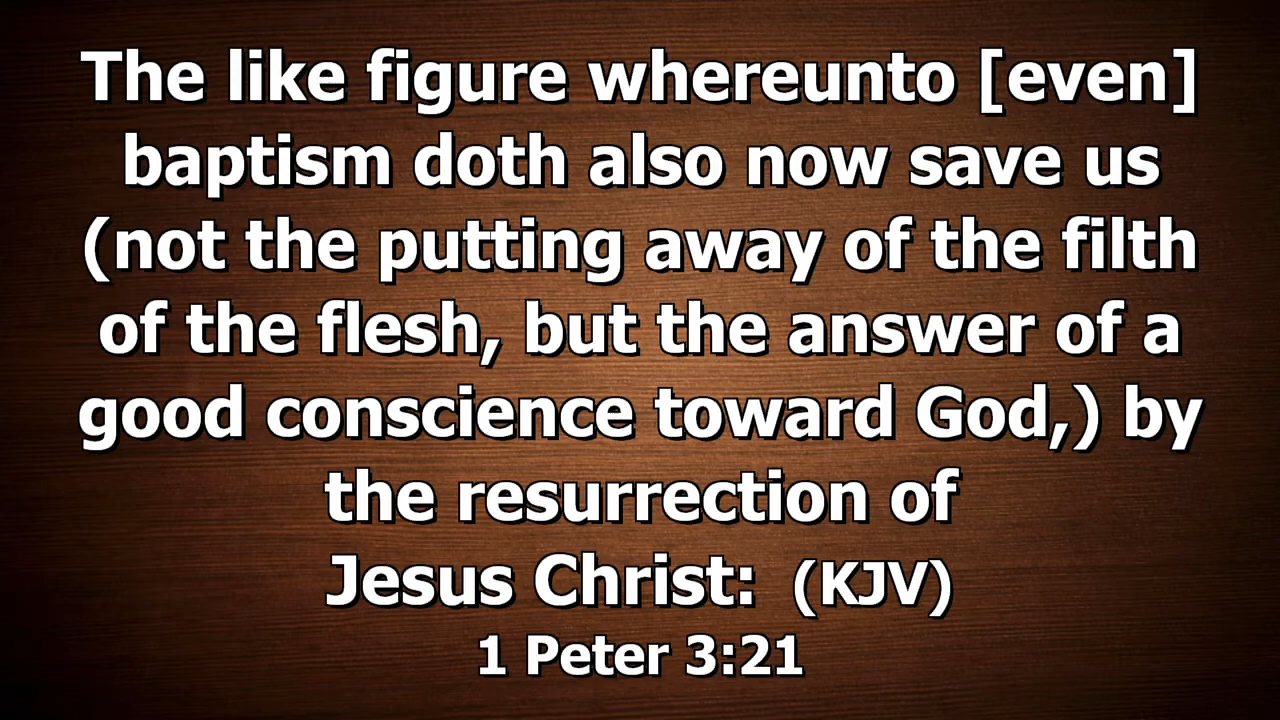 The like figure whereunto [even]
baptism doth also now save us
(not the putting away of the filth
of the flesh, but the answer of a
good conscience toward God,) by
the resurrection of
Jesus Christ: (KJV)
1 Peter 3:21